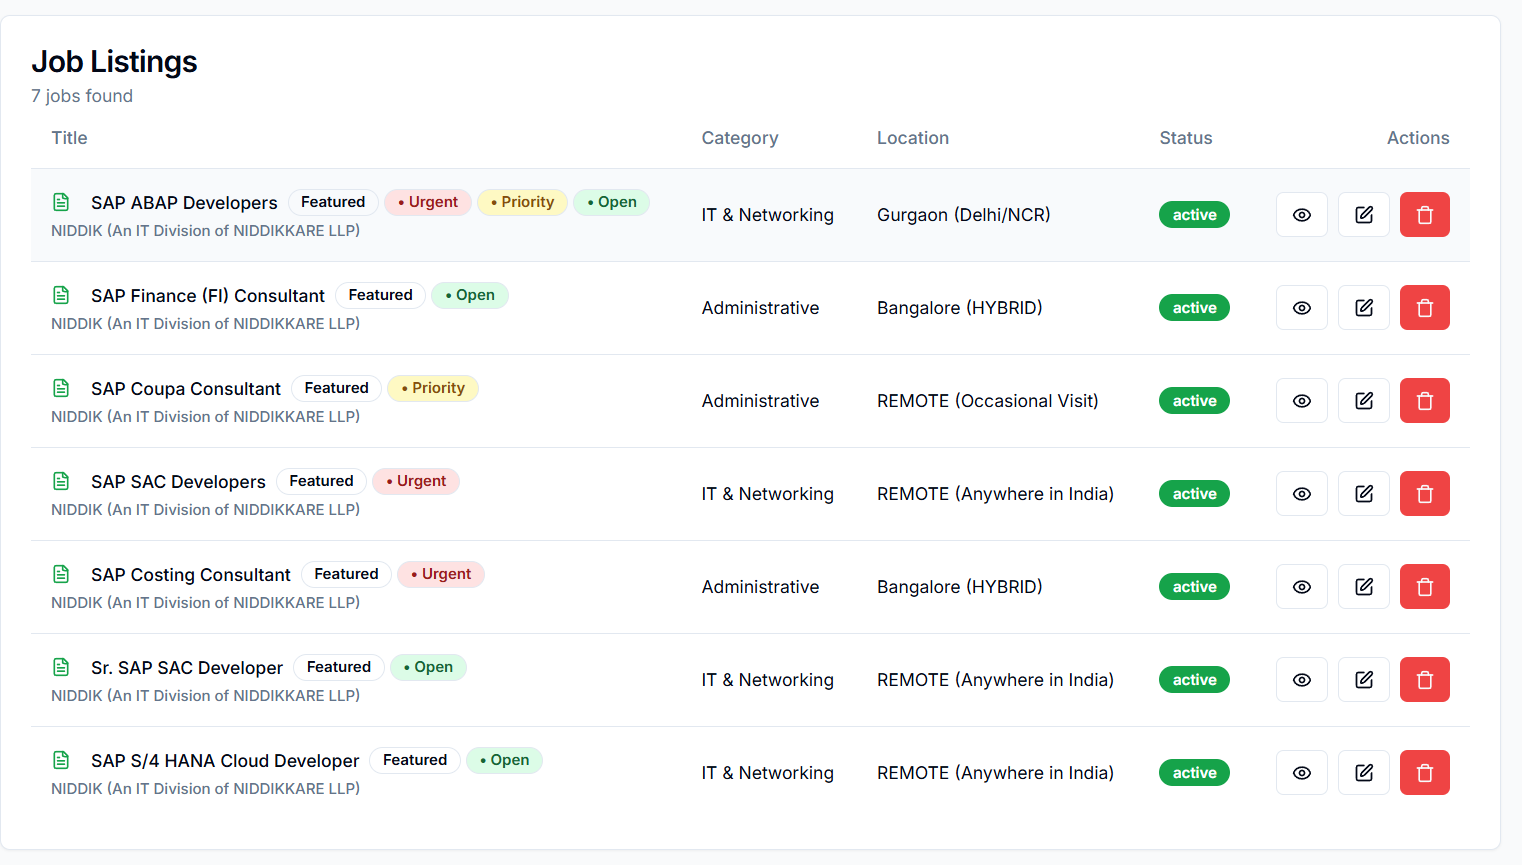 Job Listings
7 jobs found
Title Category Location Status Actions
SAP ABAP Developers Featured • Urgent • Priority • Open
NIDDIK (An IT Division of NIDDIKKARE LLP)
IT & Networking Gurgaon (Delhi/NCR) active
SAP Finance (FI) Consultant Featured • Open
NIDDIK (An IT Division of NIDDIKKARE LLP)
Administrative Bangalore (HYBRID) active
SAP Coupa Consultant Featured • Priority
NIDDIK (An IT Division of NIDDIKKARE LLP)
Administrative REMOTE (Occasional Visit) active
SAP SAC Developers Featured • Urgent
NIDDIK (An IT Division of NIDDIKKARE LLP)
IT & Networking REMOTE (Anywhere in India) active
SAP Costing Consultant Featured • Urgent
NIDDIK (An IT Division of NIDDIKKARE LLP)
Administrative Bangalore (HYBRID) active
Sr. SAP SAC Developer Featured • Open
NIDDIK (An IT Division of NIDDIKKARE LLP)
IT & Networking REMOTE (Anywhere in India) active
SAP S/4 HANA Cloud Developer Featured • Open
NIDDIK (An IT Division of NIDDIKKARE LLP)
IT & Networking REMOTE (Anywhere in India) active